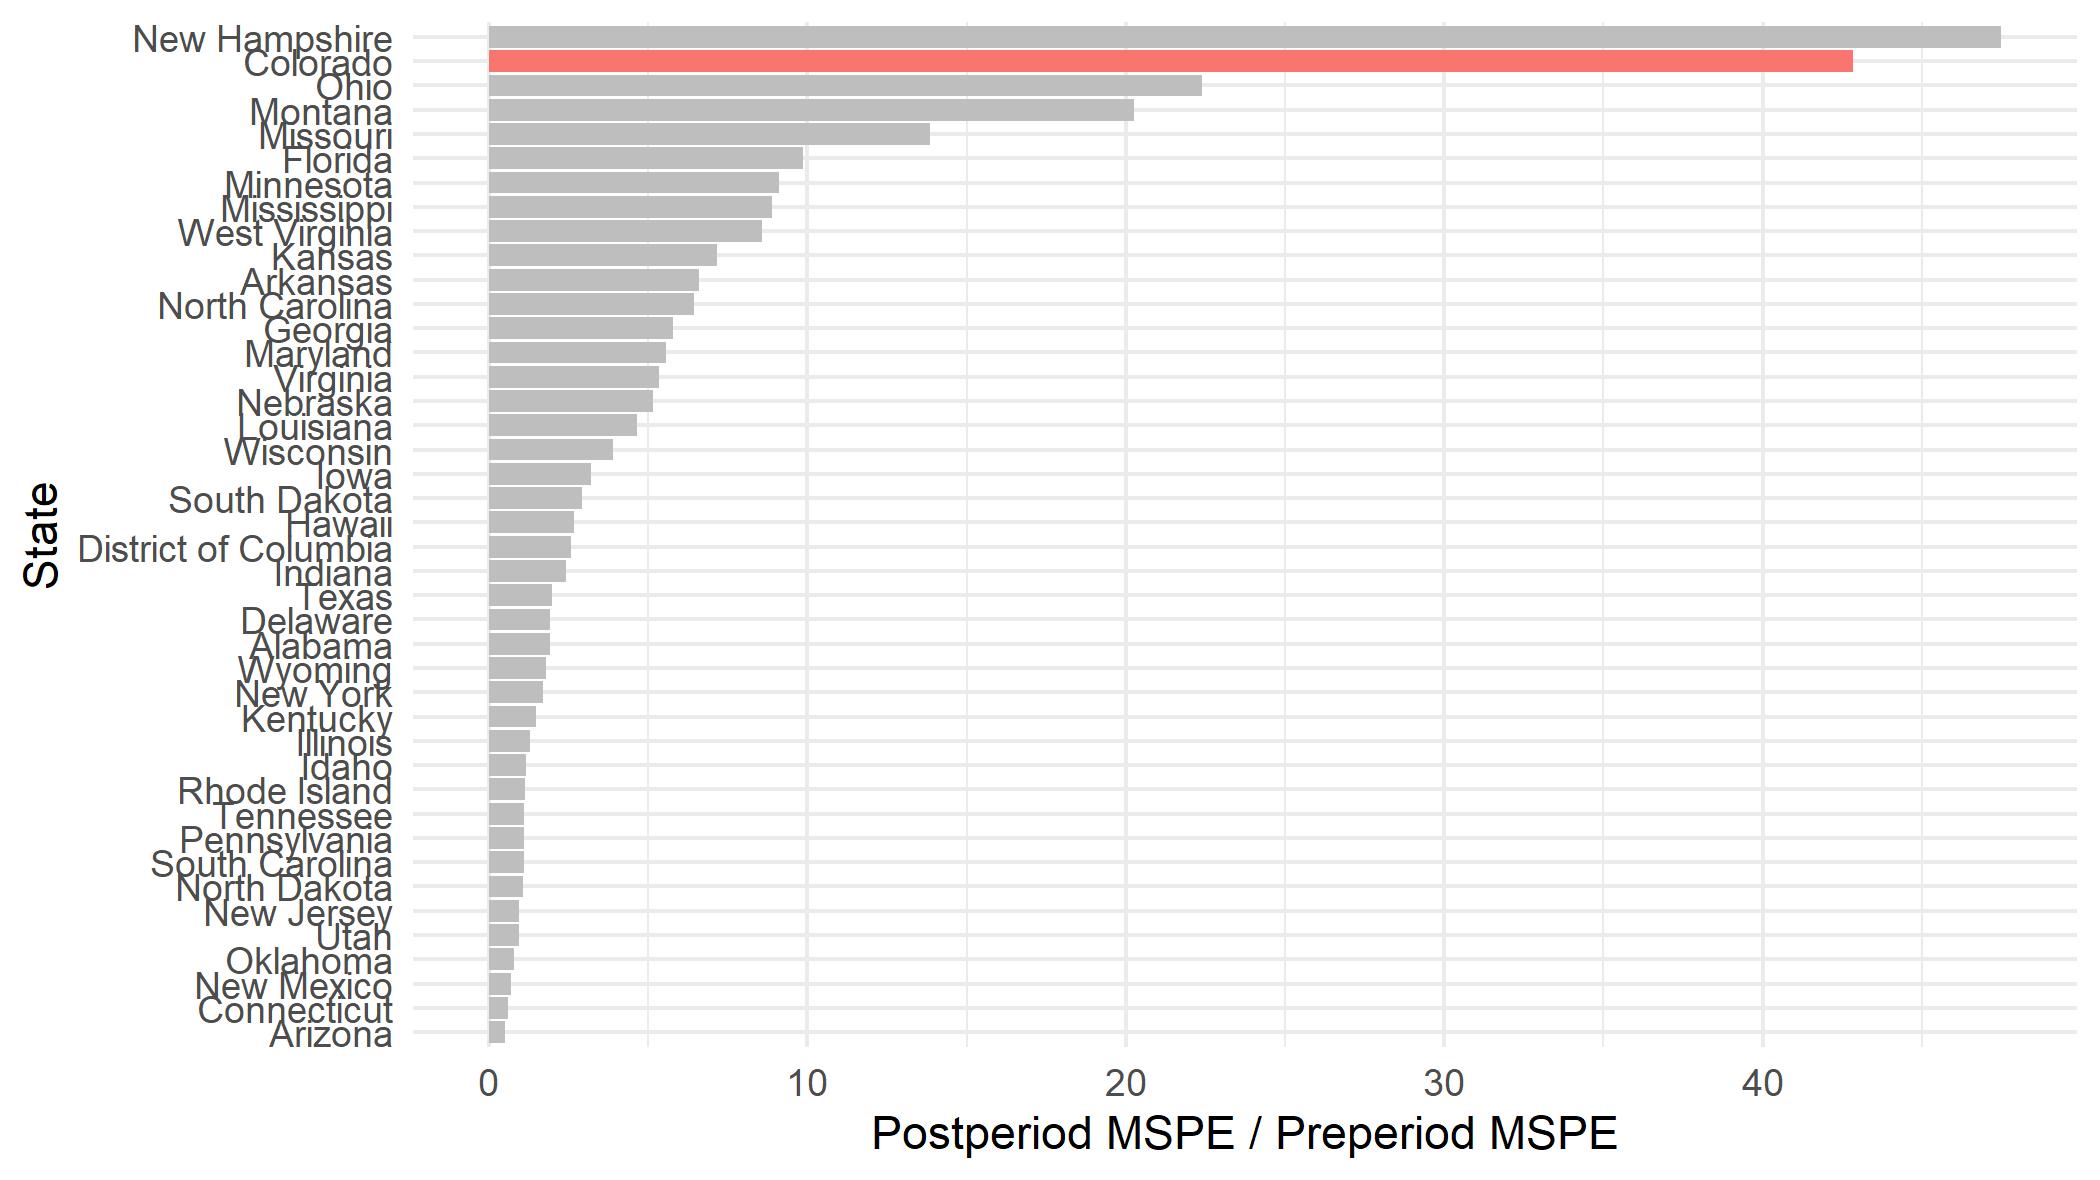 New Hampshire
Colorado
Ohio
Montana
Missouri
Florida
Minnesota
Mississippi
West Virginia
Kansas
Arkansas
North Carolina
Georgia
Maryland
Virginia
Nebraska
Louisiana
Wisconsin
Iowa
South Dakota
Hawaii
District of Columbia
Indiana
Texas
Delaware
Alabama
Wyoming
New York
Kentucky
Illinois
Idaho
Rhode Island
Tennessee
Pennsylvania
South Carolina
North Dakota
New Jersey
Utah
Oklahoma
New Mexico
Connecticut
Arizona
State
0 10 20 30 40
Postperiod MSPE / Preperiod MSPE